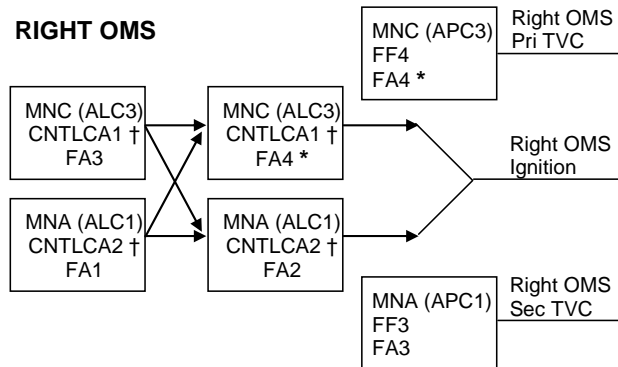 RIGHT OMS
MNC (APC3)
FF4
FA4 *
Right OMS
Pri TVC
MNC (ALC3)
CNTLCA1 †
FA3
MNC (ALC3)
CNTLCA1 †
FA4 *
Right OMS
Ignition
MNA (ALC1)
CNTLCA2 †
FA1
MNA (ALC1)
CNTLCA2 †
FA2
MNA (APC1)
FF3
FA3
Right OMS
Sec TVC